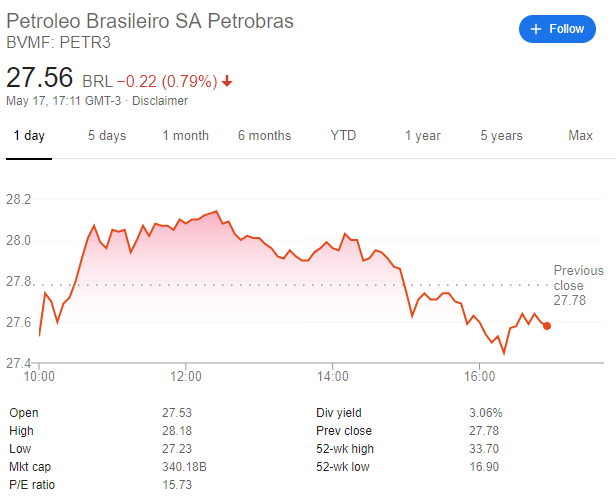 Petroleo Brasileiro SA Petrobras
BVMF: PETR3
+ Follow
27.56 BRL −0.22 (0.79%)
May 17, 17:11 GMT-3 · Disclaimer
1 day 5 days 1 month 6 months YTD 1 year 5 years Max
28.2
28.0
27.8
27.6
27.4
Previous
close
27.78
10:00 12:00 14:00 16:00
Open 27.53 Div yield 3.06%
High 28.18 Prev close 27.78
Low 27.23 52-wk high 33.70
Mkt cap 340.18B 52-wk low 16.90
P/E ratio 15.73